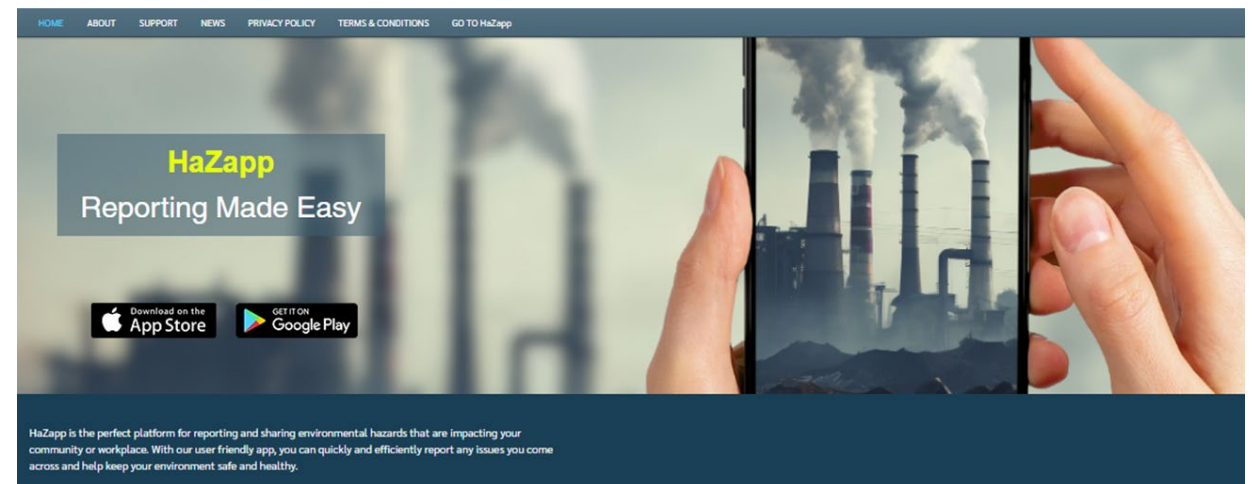 HOME ABOUT SUPPORT NEWS PRIVACY POLICY TERMS & CONDITIONS GO TO HaZapp
HaZapp
Reporting Made Easy
Download on the
App Store
GET IT ON
Google Play
HaZapp is the perfect platform for reporting and sharing environmental hazards that are impacting your
community or workplace. With our user friendly app, you can quickly and efficiently report any issues you come
across and help keep your environment safe and healthy.